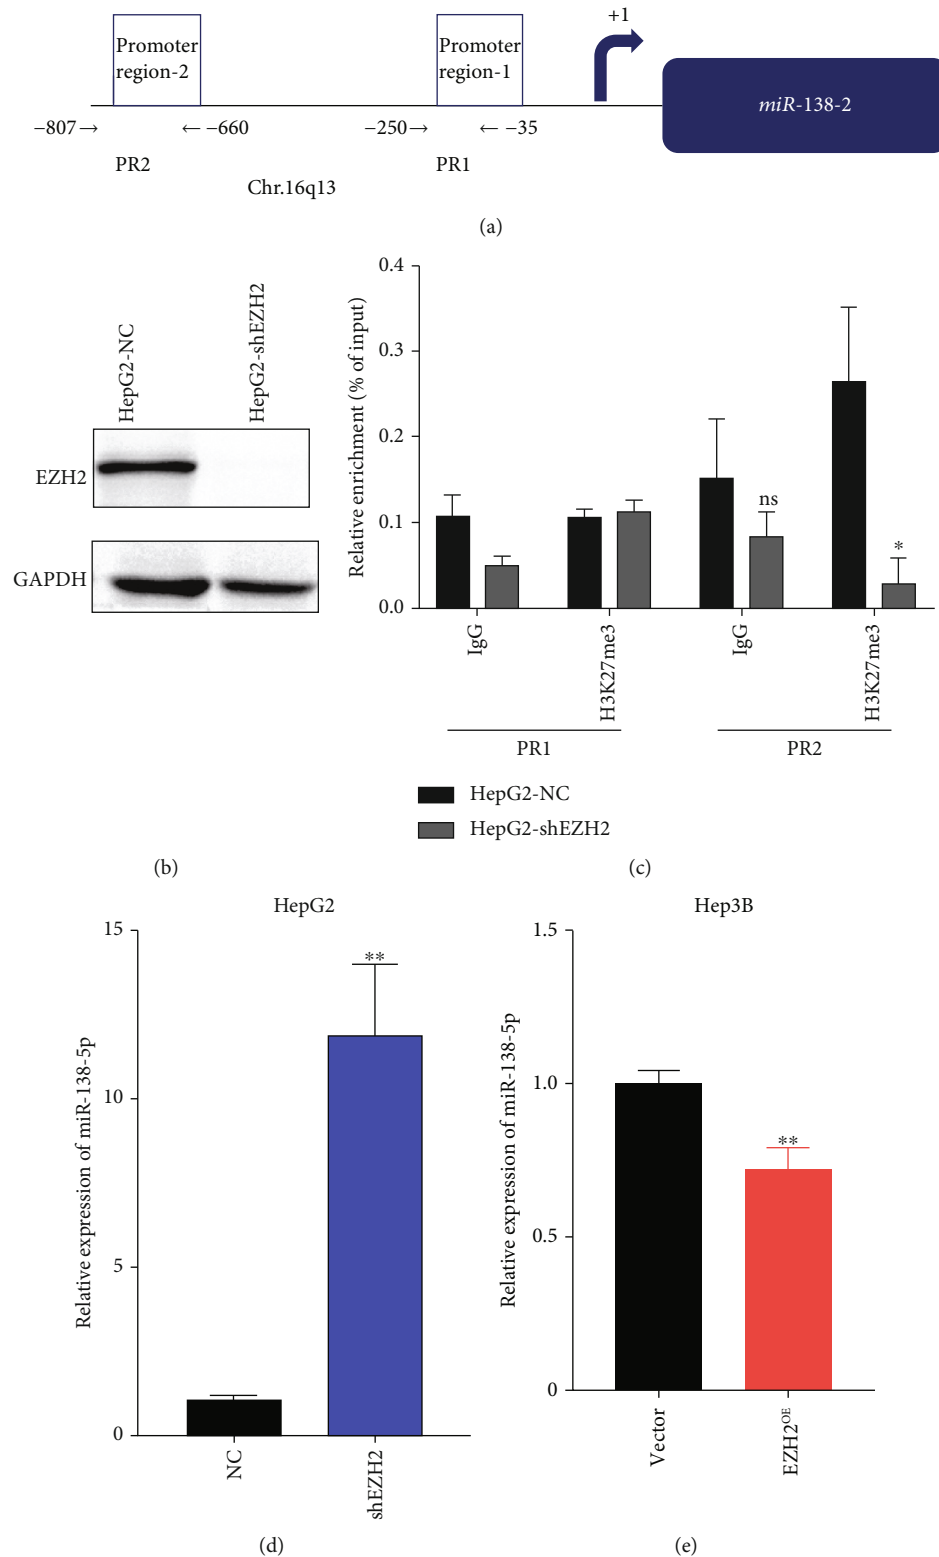 +1
Promoter
region-2
Promoter
region-1
miR-138-2
−807→
←−660
−250→
←−35
PR2
PR1
Chr.16q13
(a)
HepG2-NC
HepG2-shEZH2
EZH2
GAPDH
(b)
Relative enrichment (% of input)
0.4
0.3
0.2
0.1
0.0
ns
*
IgG
H3K27me3
IgG
H3K27me3
PR1
PR2
HepG2-NC
HepG2-shEZH2
(c)
HepG2
Relative expression of miR-138-5p
15
10
5
0
**
NC
shEZH2
(d)
Hep3B
Relative expression of miR-138-5p
1.5
1.0
0.5
0
**
Vector
EZH2OE
(e)